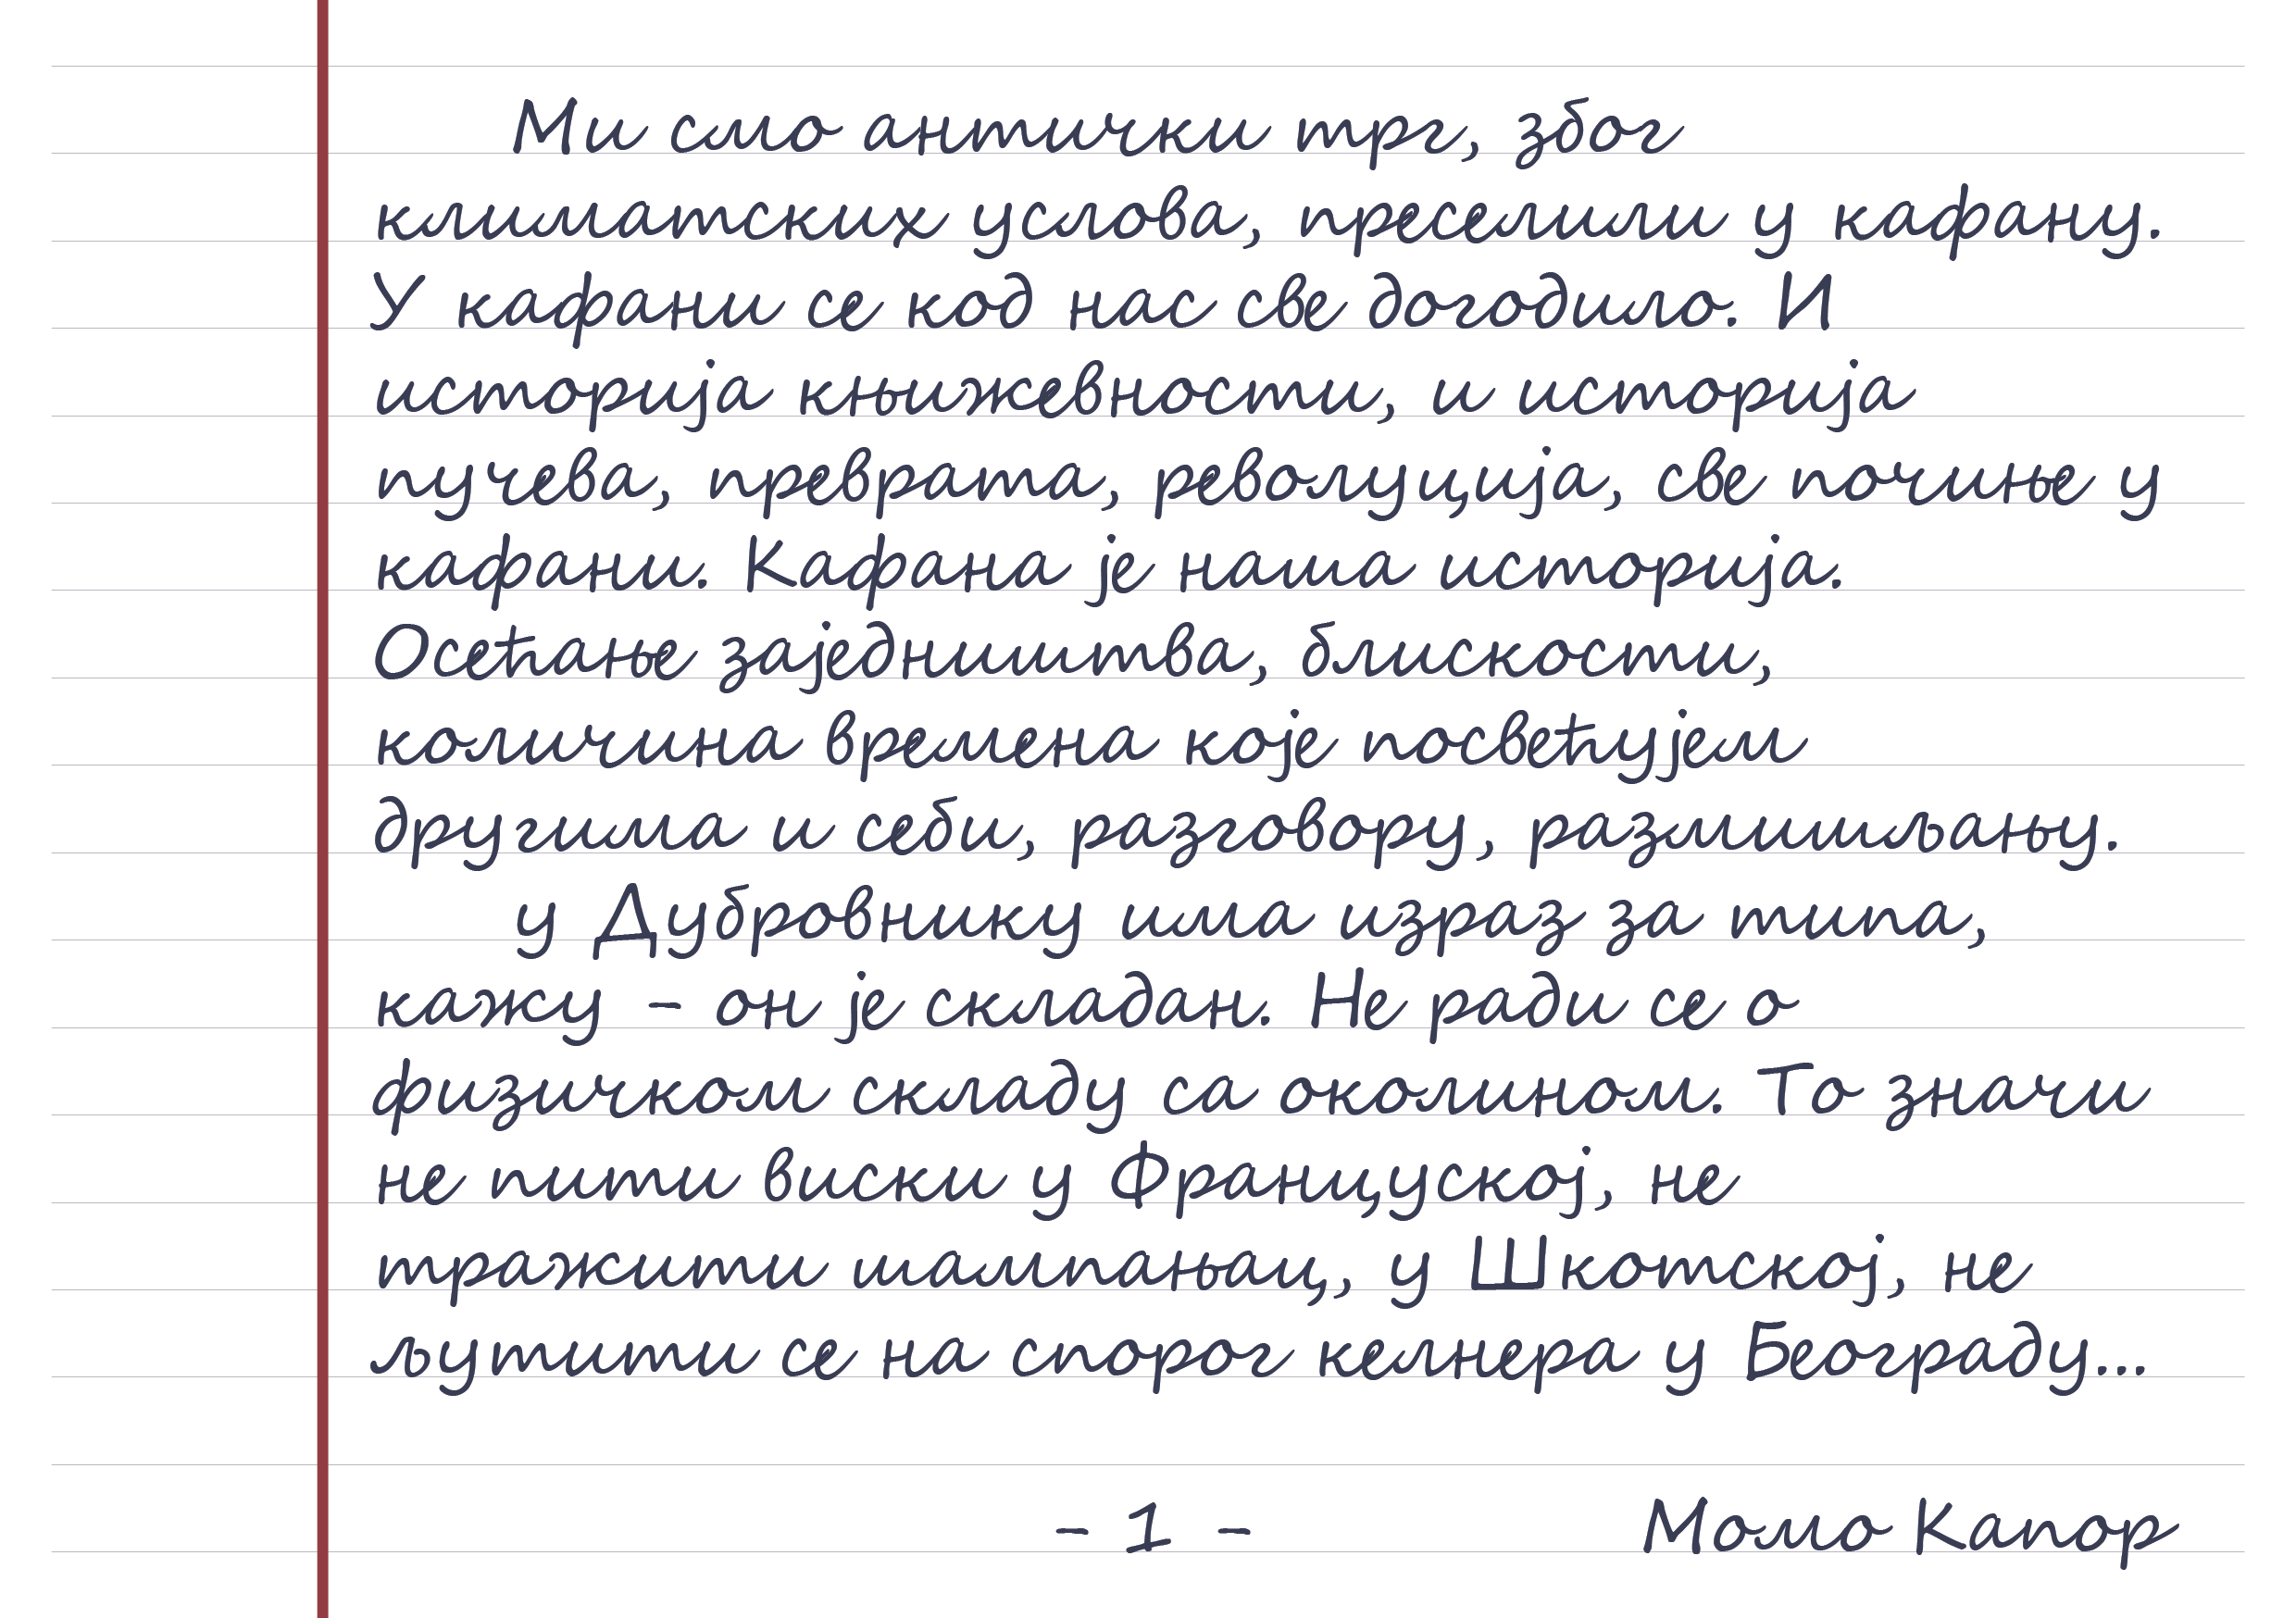 Ми смо антички трг, због
климатских услова, преселили у кафану.
У кафани се код нас све догодило. И
историја књижевности, и историја
пучева, преврата, револуција, све почиње у
кафани. Кафана је наша историја.
Осећање заједништва, блискости,
количина времена које посвећујем
другима и себи, разговору, размишљању.
у Дубровнику има израз за типа,
кажу - он је складан. Не ради се о
физичком складу са околином. То значи
не пити виски у Француској, не
тражити шампањац, у Шкотској, не
љутити се на спорог келнера у Београду...
- 1 - Момо Капор